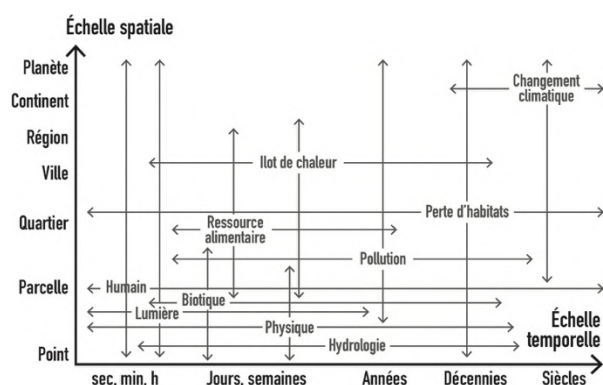 Échelle spatiale
Planète
Changement
climatique
Continent
Région
Ilot de chaleur
Ville
Perte d'habitats
Quartier
Ressource
alimentaire
Pollution
Parcelle
Humain
Biotique
Lumière
Physique
Échelle
temporelle
Hydrologie
Point
sec, min, h
Jours, semaines
Années
Décennies
Siècles